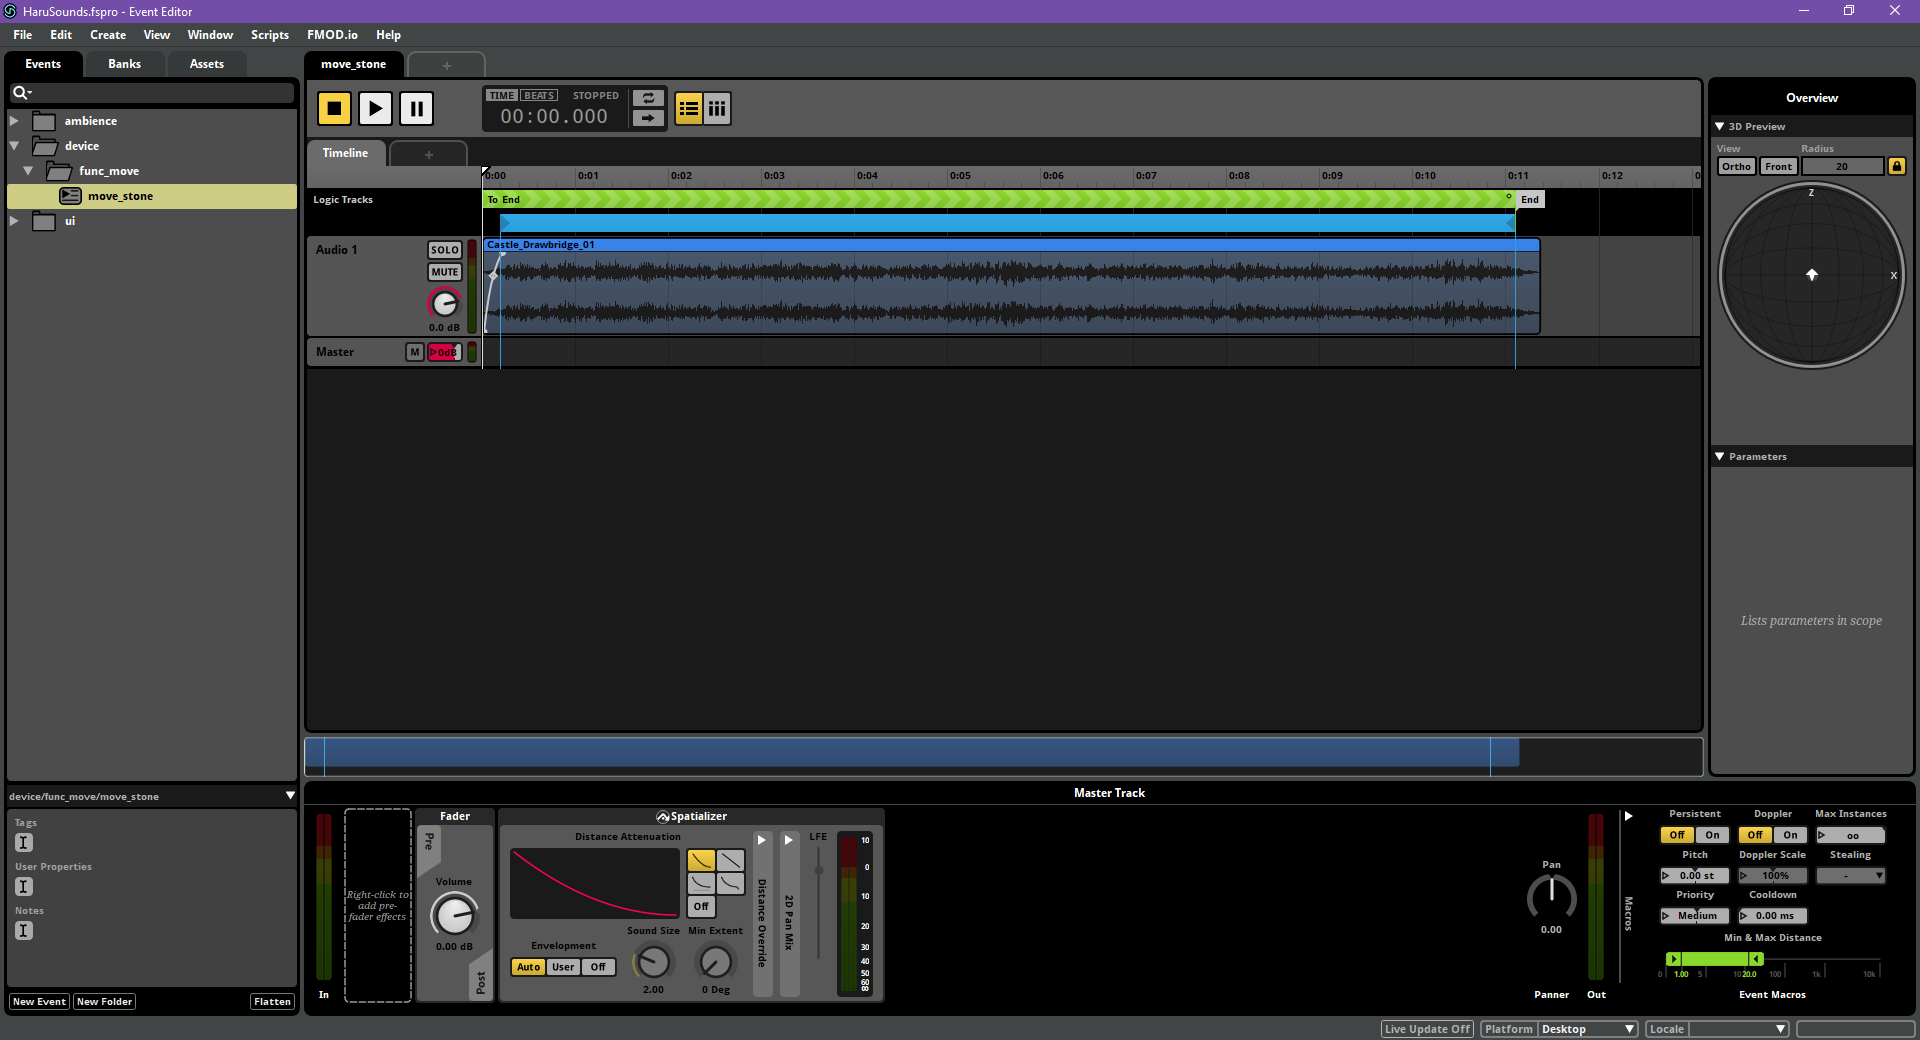 HaruSounds.fspro - Event Editor
File Edit Create View Window Scripts FMOD.io Help
Events Banks Assets
ambience
device
func_move
move_stone
ui
device/func_move/move_stone
Tags
User Properties
Notes
New Event New Folder Flatten
move_stone +
TIME BEATS STOPPED
00:00.000
Timeline +
0:00 0:01 0:02 0:03 0:04 0:05 0:06 0:07 0:08 0:09 0:10 0:11 0:12 0
Logic Tracks
To End
End
Audio 1 SOLO
MUTE
0.0 dB
Castle_Drawbridge_01
Master M 0dB
Overview
3D Preview
View Radius
Ortho Front 20
Z
X
Parameters
Lists parameters in scope
Master Track
In
Right-click to
add pre-
fader effects
Fader
Pre
Volume
0.00 dB
Post
Spatializer
Distance Attenuation
Off
Envelopment
Auto User Off
Sound Size
2.00
Min Extent
0 Deg
Distance Override
2D Pan Mix
LFE
10
0
10
20
30
40
50
60
80
Pan
0.00
Panner
Out
Macros
Persistent Doppler Max Instances
Off On Off On oo
Pitch Doppler Scale Stealing
0.00 st 100% -
Priority Cooldown
Medium 0.00 ms
Min & Max Distance
0 1.00 5 10 20.0 100 1k 10k
Event Macros
Live Update Off Platform Desktop Locale